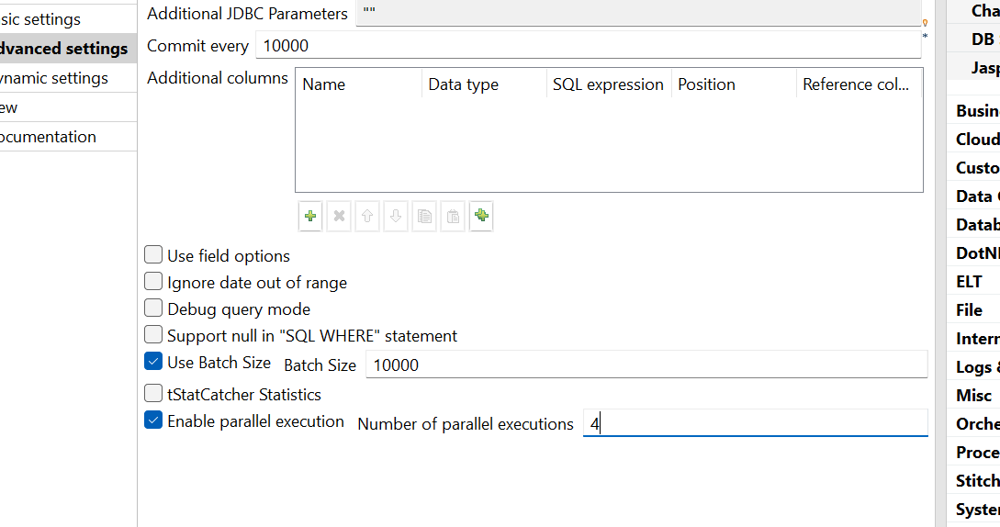 sic settings
dvanced settings
ynamic settings
ew
ocumentation
Additional JDBC Parameters ""
Commit every 10000 *
Additional columns Name Data type SQL expression Position Reference col...
Use field options
Ignore date out of range
Debug query mode
Support null in "SQL WHERE" statement
Use Batch Size Batch Size 10000
tStatCatcher Statistics
Enable parallel execution Number of parallel executions 4
Cha
DB
Jasp
Busin
Cloud
Custo
Data
Datab
DotN
ELT
File
Intern
Logs &
Misc
Orche
Proce
Stitch
Syste